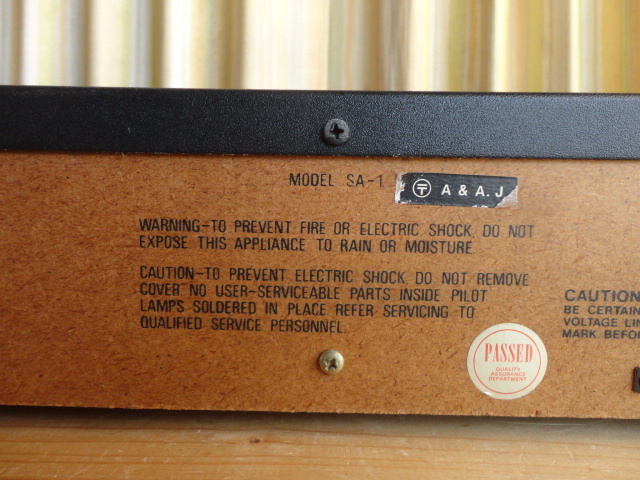 MODEL SA-1
〒 A & A.J
WARNING-TO PREVENT FIRE OR ELECTRIC SHOCK, DO NOT
EXPOSE THIS APPLIANCE TO RAIN OR MOISTURE.
CAUTION-TO PREVENT ELECTRIC SHOCK, DO NOT REMOVE
COVER. NO USER-SERVICEABLE PARTS INSIDE PILOT
LAMPS SOLDERED IN PLACE REFER SERVICING TO
QUALIFIED SERVICE PERSONNEL.
CAUTION
BE CERTAIN
VOLTAGE LIN
MARK BEFOR
PASSED
QUALITY
ASSURANCE
DEPARTMENT